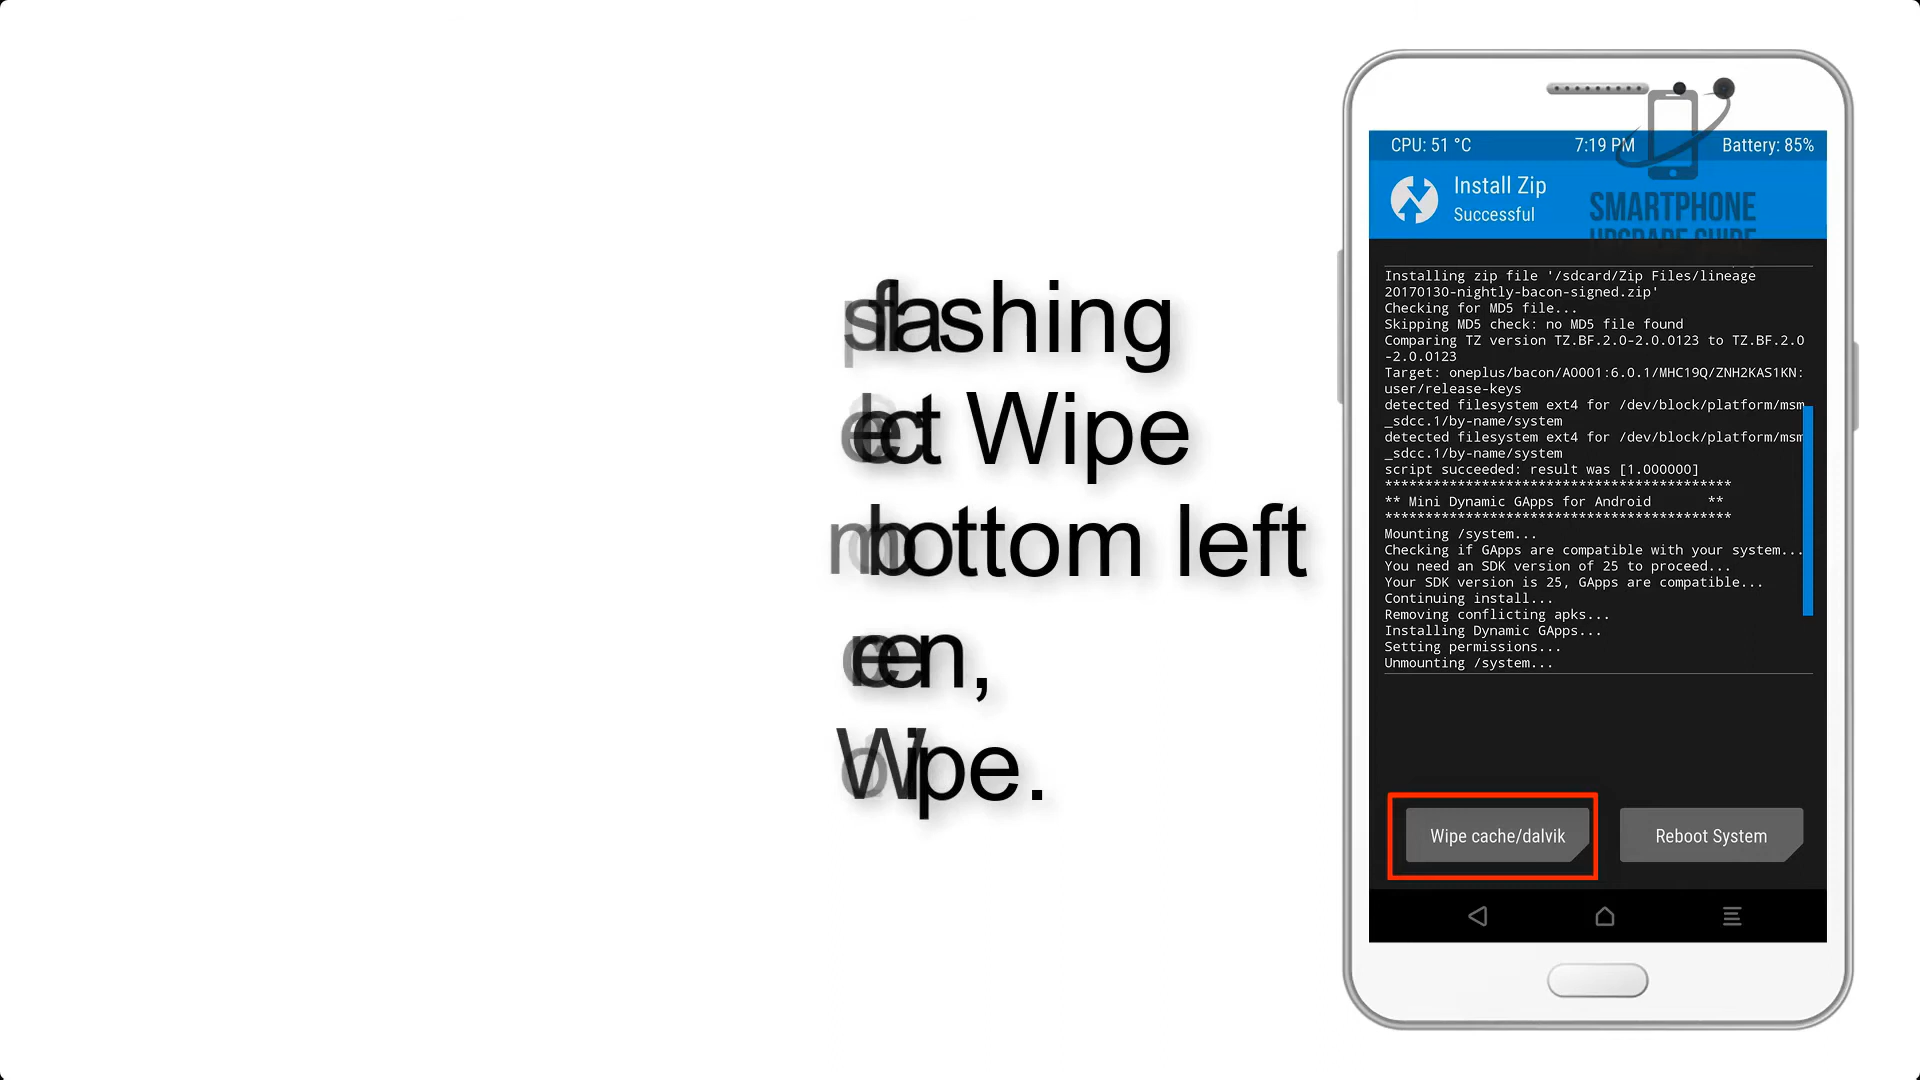 flashing
Wipe
bottom left
Wipe.
CPU: 51 °C
7:19 PM
Battery: 85%
Install Zip
Successful
SMARTPHONE
UPGRADE GUIDE
Installing zip file '/sdcard/Zip Files/lineage
20170130-nightly-bacon-signed.zip'
Checking for MD5 file...
Skipping MD5 check: no MD5 file found
Comparing TZ version TZ.BF.2.0-2.0.0123 to TZ.BF.2.0
-2.0.0123
Target: oneplus/bacon/A0001:6.0.1/MHC19Q/ZNH2KAS1KN:
user/release-keys
detected filesystem ext4 for /dev/block/platform/msm
_sdcc.1/by-name/system
detected filesystem ext4 for /dev/block/platform/msm
_sdcc.1/by-name/system
script succeeded: result was [1.000000]
*******************************************
** Mini Dynamic GApps for Android       **
*******************************************
Mounting /system...
Checking if GApps are compatible with your system...
You need an SDK version of 25 to proceed...
Your SDK version is 25, GApps are compatible...
Continuing install...
Removing conflicting apks...
Installing Dynamic GApps...
Setting permissions...
Unmounting /system...
Wipe cache/dalvik
Reboot System